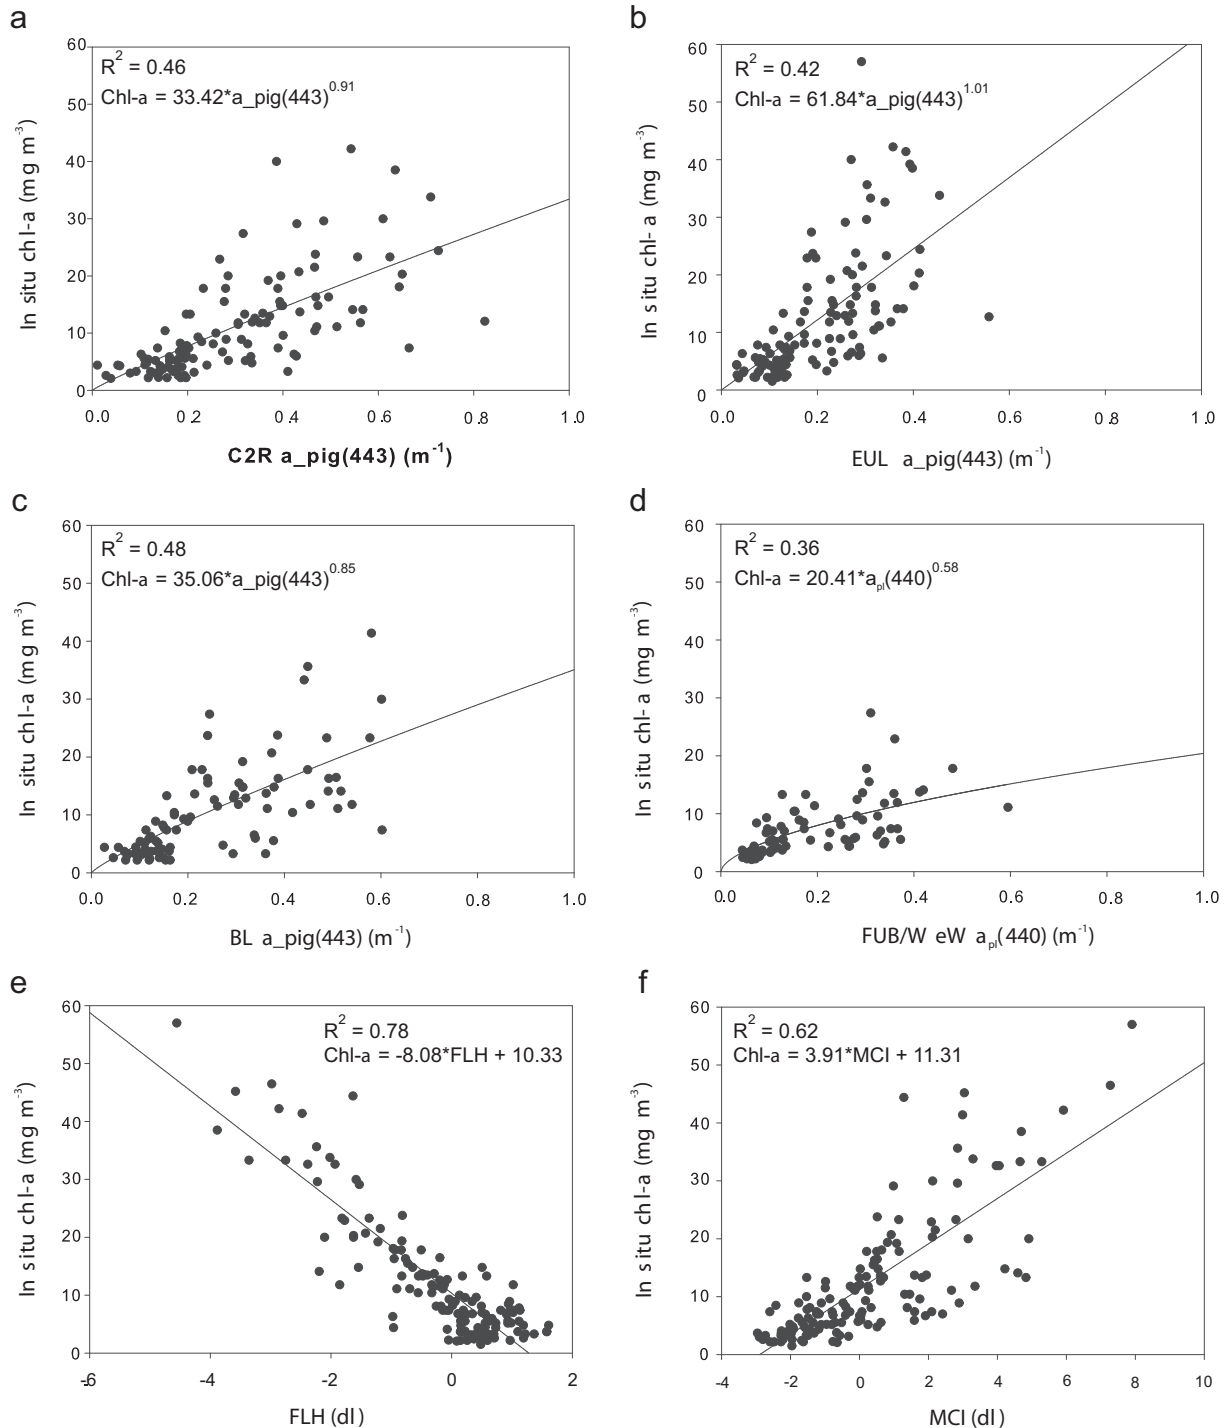 a
R² = 0.46
Chl-a = 33.42*a_pig(443)^0.91
In situ chl-a (mg m⁻³)
60
50
40
30
20
10
0
0.0 0.2 0.4 0.6 0.8 1.0
C2R a_pig(443) (m⁻¹)
b
R² = 0.42
Chl-a = 61.84*a_pig(443)^1.01
In situ chl- a (mg m⁻³)
60
50
40
30
20
10
0
0.0 0.2 0.4 0.6 0.8 1.0
EUL a_pig(443) (m⁻¹)
c
R² = 0.48
Chl-a = 35.06*a_pig(443)^0.85
In situ chl-a (mg m⁻³)
60
50
40
30
20
10
0
0.0 0.2 0.4 0.6 0.8 1.0
BL a_pig(443) (m⁻¹)
d
R² = 0.36
Chl-a = 20.41*a_pl(440)^0.58
In situ chl- a (mg m⁻³)
60
50
40
30
20
10
0
0.0 0.2 0.4 0.6 0.8 1.0
FUB/W eW a_pl(440) (m⁻¹)
e
R² = 0.78
Chl-a = -8.08*FLH + 10.33
In situ chl-a (mg m⁻³)
60
50
40
30
20
10
0
-6 -4 -2 0 2
FLH (dl)
f
R² = 0.62
Chl-a = 3.91*MCI + 11.31
In situ chl-a (mg m⁻³)
60
50
40
30
20
10
0
-4 -2 0 2 4 6 8 10
MCI (dl)